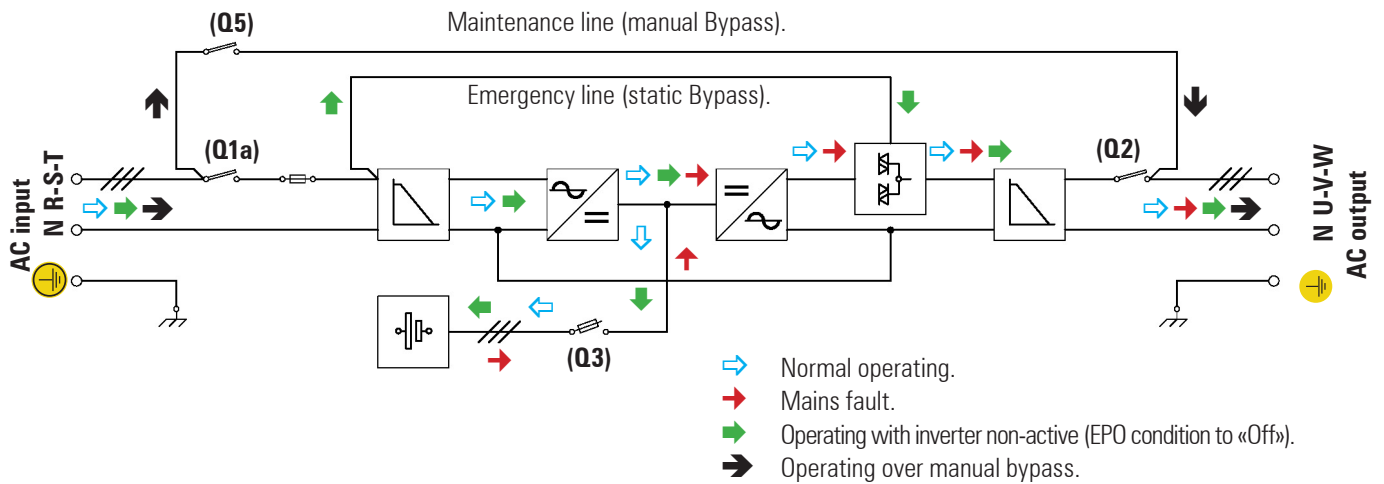 (Q5)
Maintenance line (manual Bypass).
Emergency line (static Bypass).
(Q1a)
(Q2)
AC input
N R-S-T
N U-V-W
AC output
(Q3)
Normal operating.
Mains fault.
Operating with inverter non-active (EPO condition to «Off»).
Operating over manual bypass.